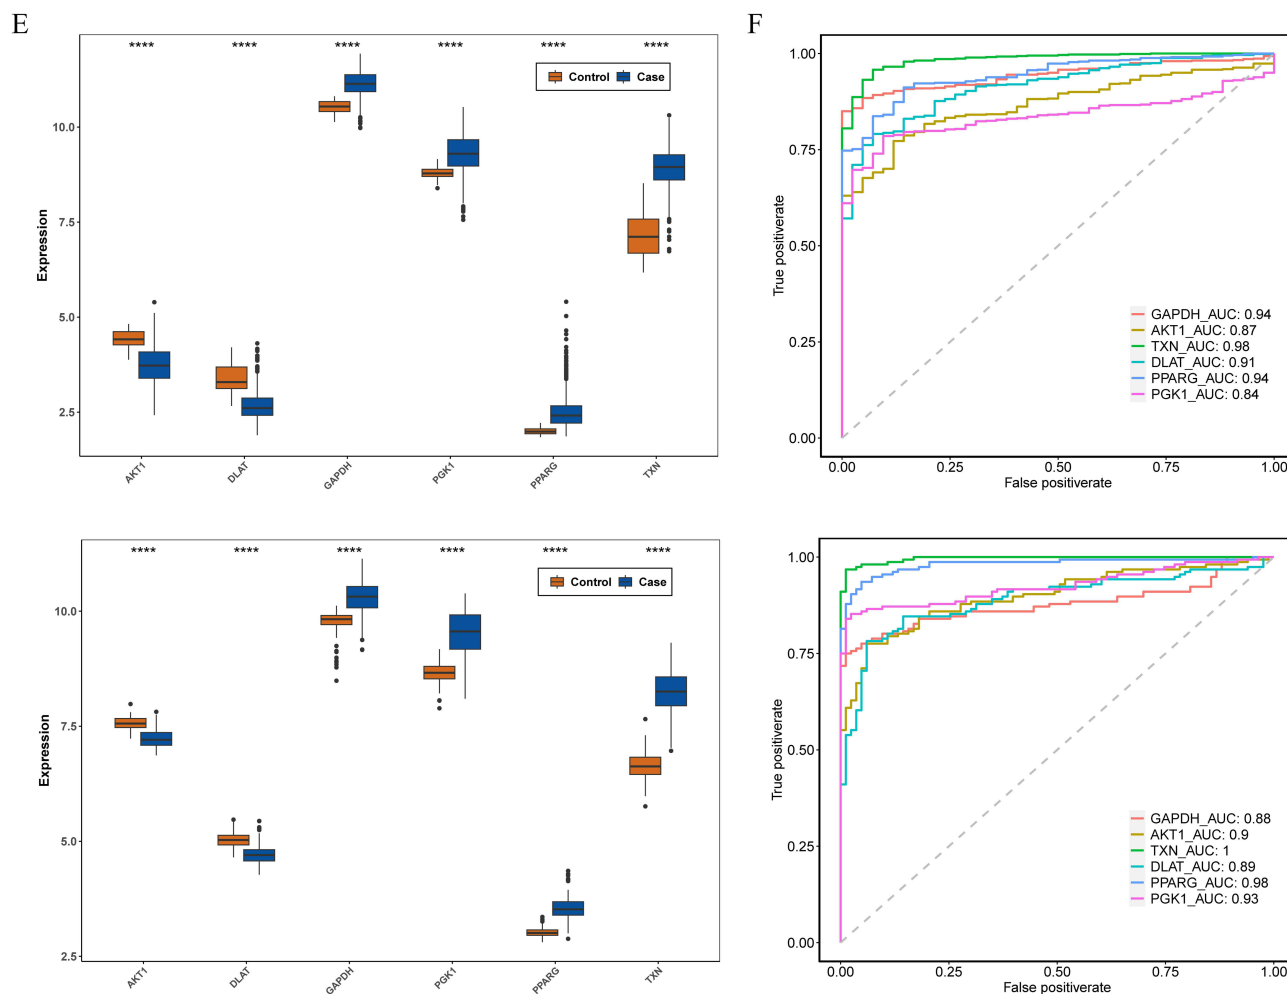 E
F
**** **** **** **** **** ****
Control Case
Expression
10.0
7.5
5.0
2.5
AKT1 DLAT GAPDH PGK1 PPARG TXN
True positiverate
1.00
0.75
0.50
0.25
0.00
GAPDH_AUC: 0.94
AKT1_AUC: 0.87
TXN_AUC: 0.98
DLAT_AUC: 0.91
PPARG_AUC: 0.94
PGK1_AUC: 0.84
0.00 0.25 0.50 0.75 1.00
False positiverate
**** **** **** **** **** ****
Control Case
Expression
10.0
7.5
5.0
2.5
AKT1 DLAT GAPDH PGK1 PPARG TXN
True positiverate
1.00
0.75
0.50
0.25
0.00
GAPDH_AUC: 0.88
AKT1_AUC: 0.9
TXN_AUC: 1
DLAT_AUC: 0.89
PPARG_AUC: 0.98
PGK1_AUC: 0.93
0.00 0.25 0.50 0.75 1.00
False positiverate